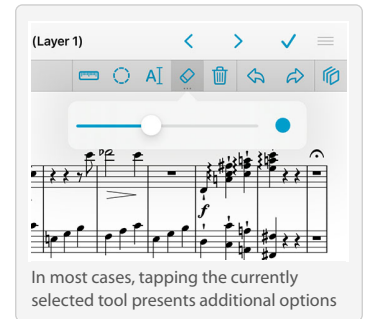 (Layer 1)
A
f
In most cases, tapping the currently
selected tool presents additional options